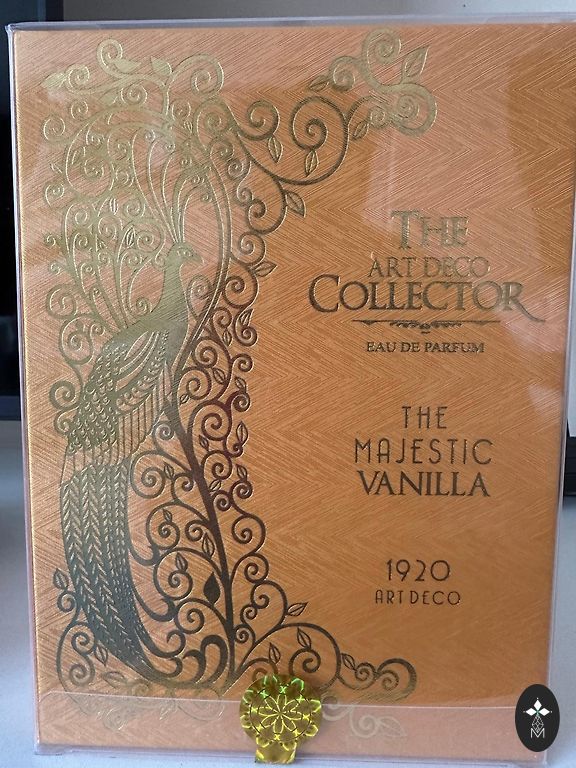 THE
ART DECO
COLLECTOR
EAU DE PARFUM
THE
MAJESTIC
VANILLA
1920
ART DECO